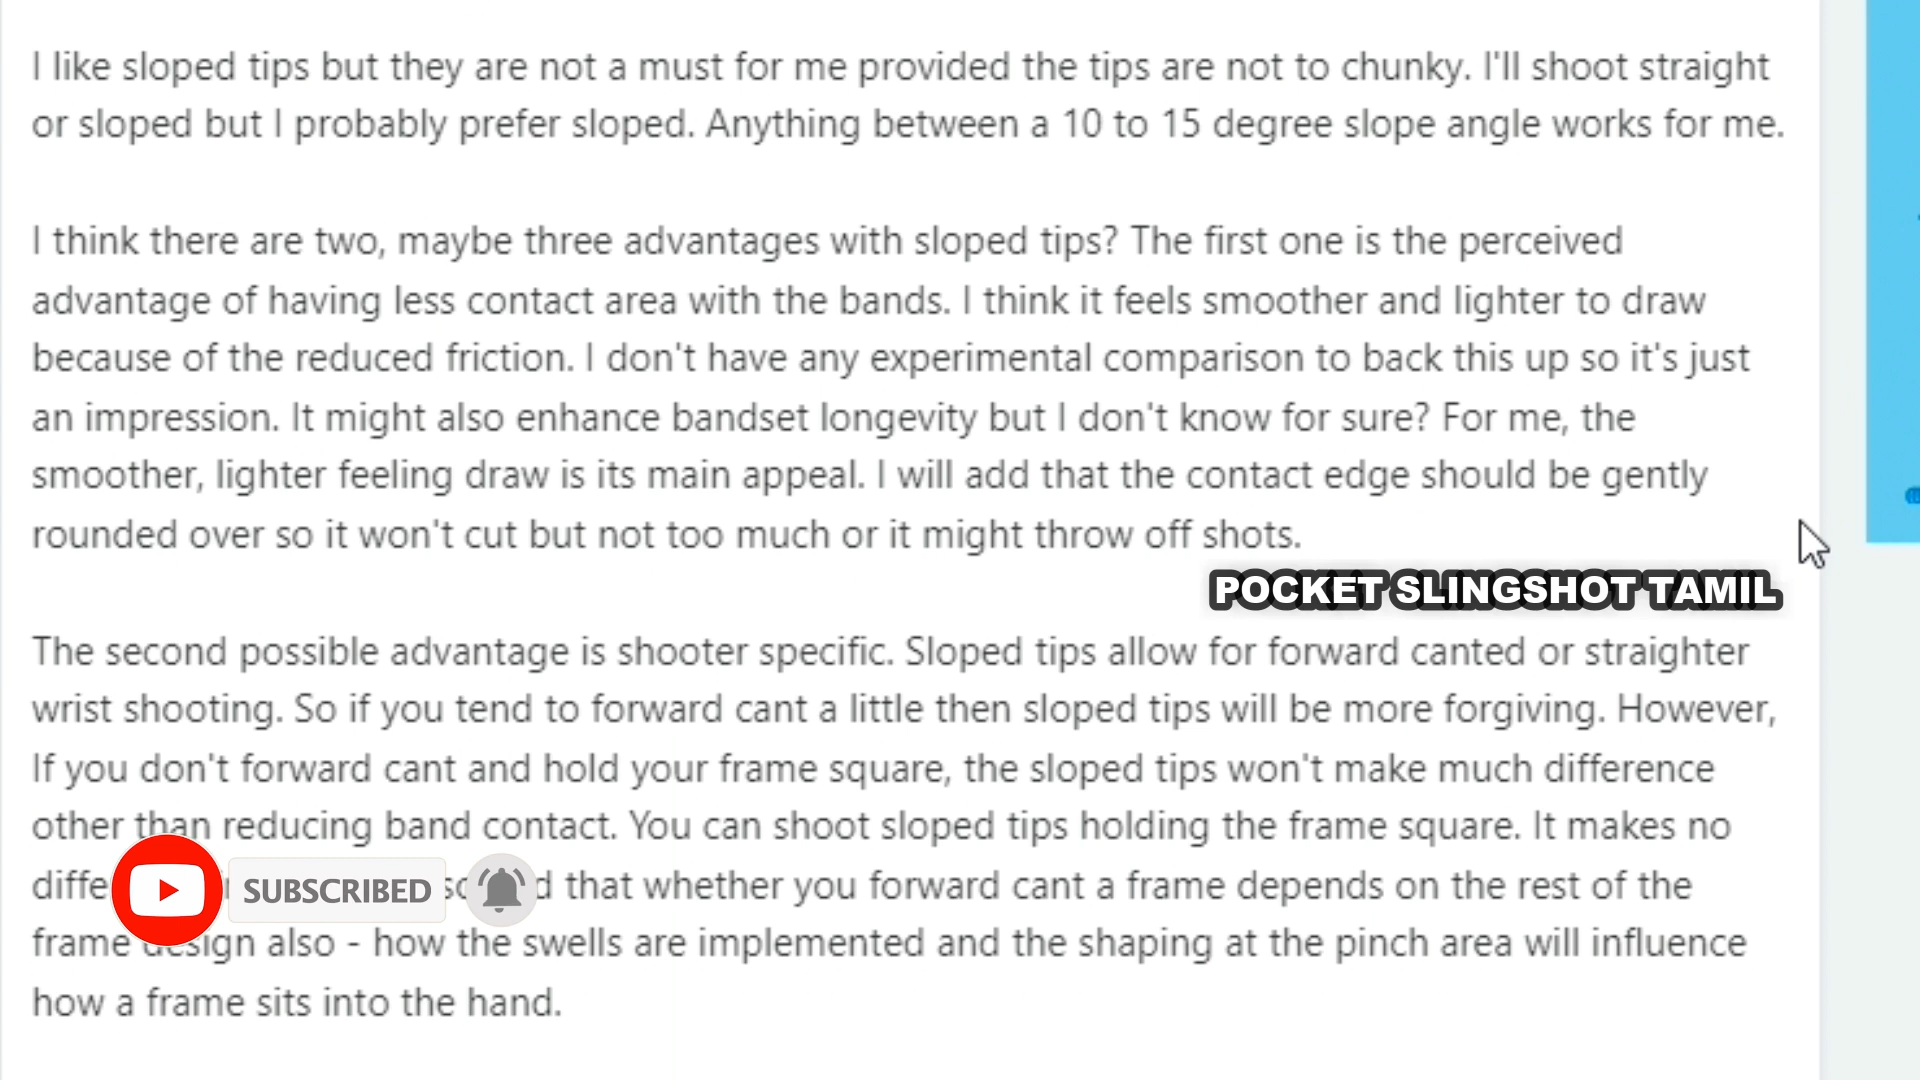 I like sloped tips but they are not a must for me provided the tips are not to chunky. I'll shoot straight
or sloped but I probably prefer sloped. Anything between a 10 to 15 degree slope angle works for me.
I think there are two, maybe three advantages with sloped tips? The first one is the perceived
advantage of having less contact area with the bands. I think it feels smoother and lighter to draw
because of the reduced friction. I don't have any experimental comparison to back this up so it's just
an impression. It might also enhance bandset longevity but I don't know for sure? For me, the
smoother, lighter feeling draw is its main appeal. I will add that the contact edge should be gently
rounded over so it won't cut but not too much or it might throw off shots.
POCKET SLINGSHOT TAMIL
The second possible advantage is shooter specific. Sloped tips allow for forward canted or straighter
wrist shooting. So if you tend to forward cant a little then sloped tips will be more forgiving. However,
If you don't forward cant and hold your frame square, the sloped tips won't make much difference
other than reducing band contact. You can shoot sloped tips holding the frame square. It makes no
that whether you forward cant a frame depends on the rest of the
SUBSCRIBED
frame design also - how the swells are implemented and the shaping at the pinch area will influence
how a frame sits into the hand.